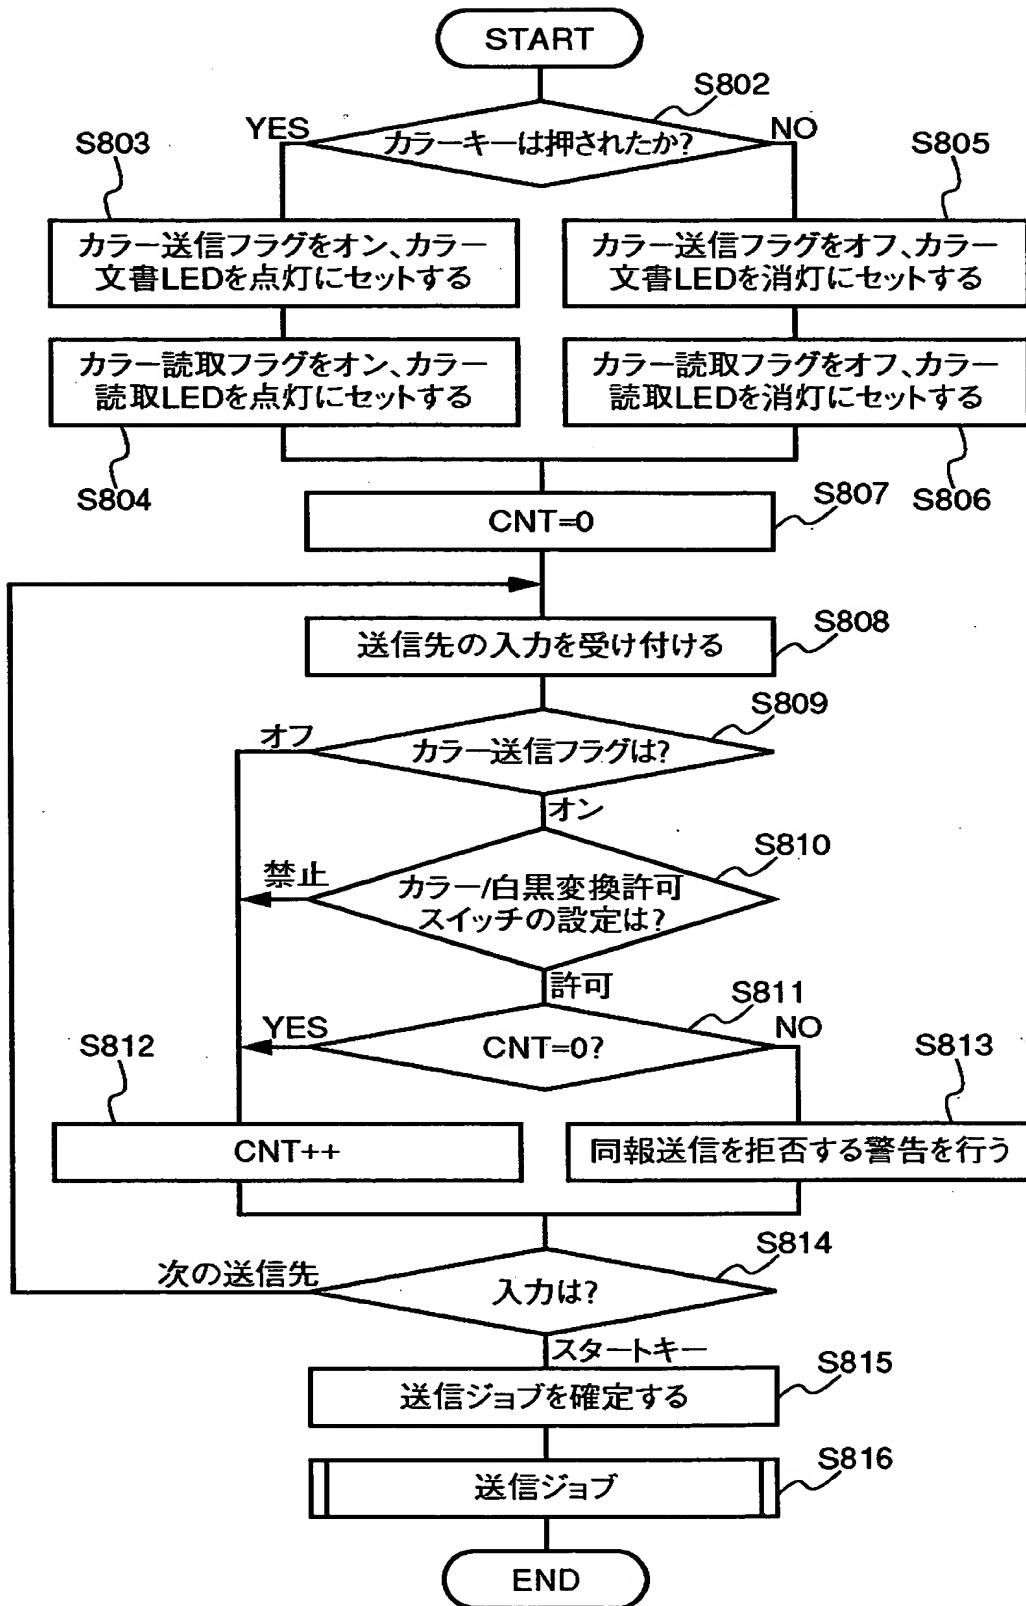 START
S802
YES
カラーキーは押されたか?
NO
S803
S805
カラー送信フラグをオン、カラー
文書LEDを点灯にセットする
カラー送信フラグをオフ、カラー
文書LEDを消灯にセットする
カラー読取フラグをオン、カラー
読取LEDを点灯にセットする
カラー読取フラグをオフ、カラー
読取LEDを消灯にセットする
S804
S806
S807
CNT=0
S808
送信先の入力を受け付ける
S809
オフ
カラー送信フラグは?
オン
S810
禁止
カラー/白黒変換許可
スイッチの設定は?
許可
S811
YES
CNT=0?
NO
S812
S813
CNT++
同報送信を拒否する警告を行う
S814
次の送信先
入力は?
スタートキー
S815
送信ジョブを確定する
S816
送信ジョブ
END